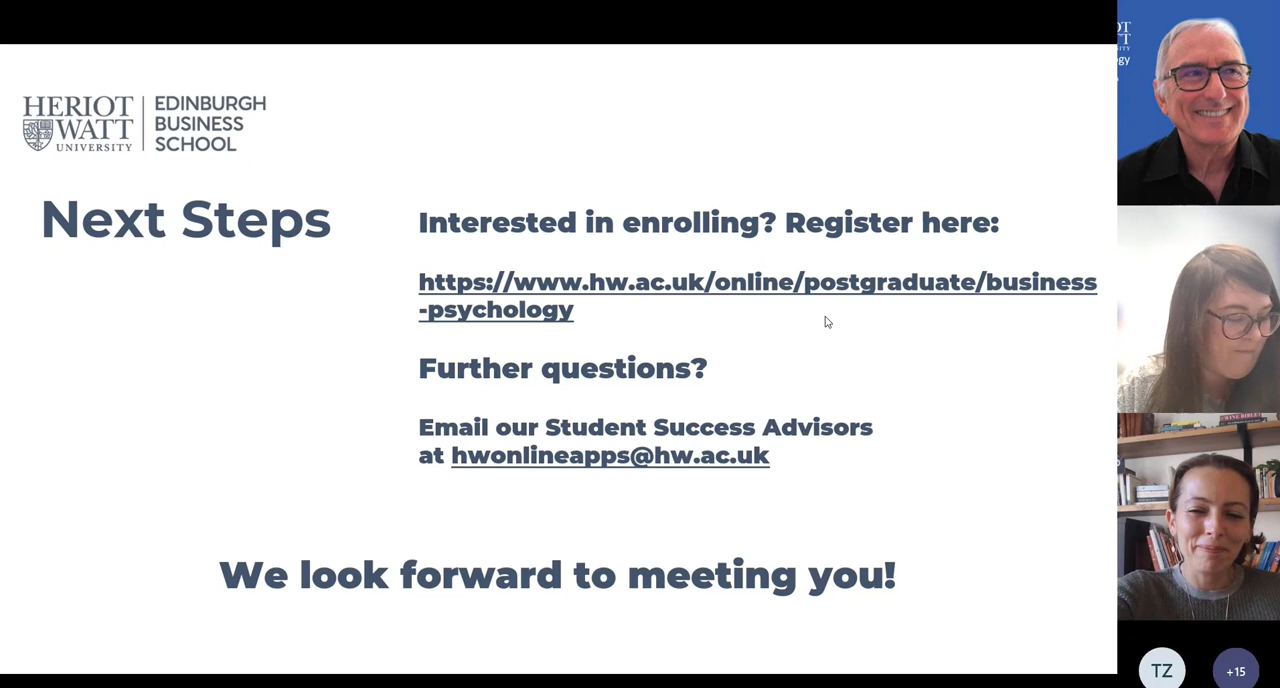 HERIOT
WATT
UNIVERSITY
EDINBURGH
BUSINESS
SCHOOL
Next Steps
Interested in enrolling? Register here:
https://www.hw.ac.uk/online/postgraduate/business
-psychology
Further questions?
Email our Student Success Advisors
at hwonlineapps@hw.ac.uk
We look forward to meeting you!
WINE BIBLE
TZ
+15